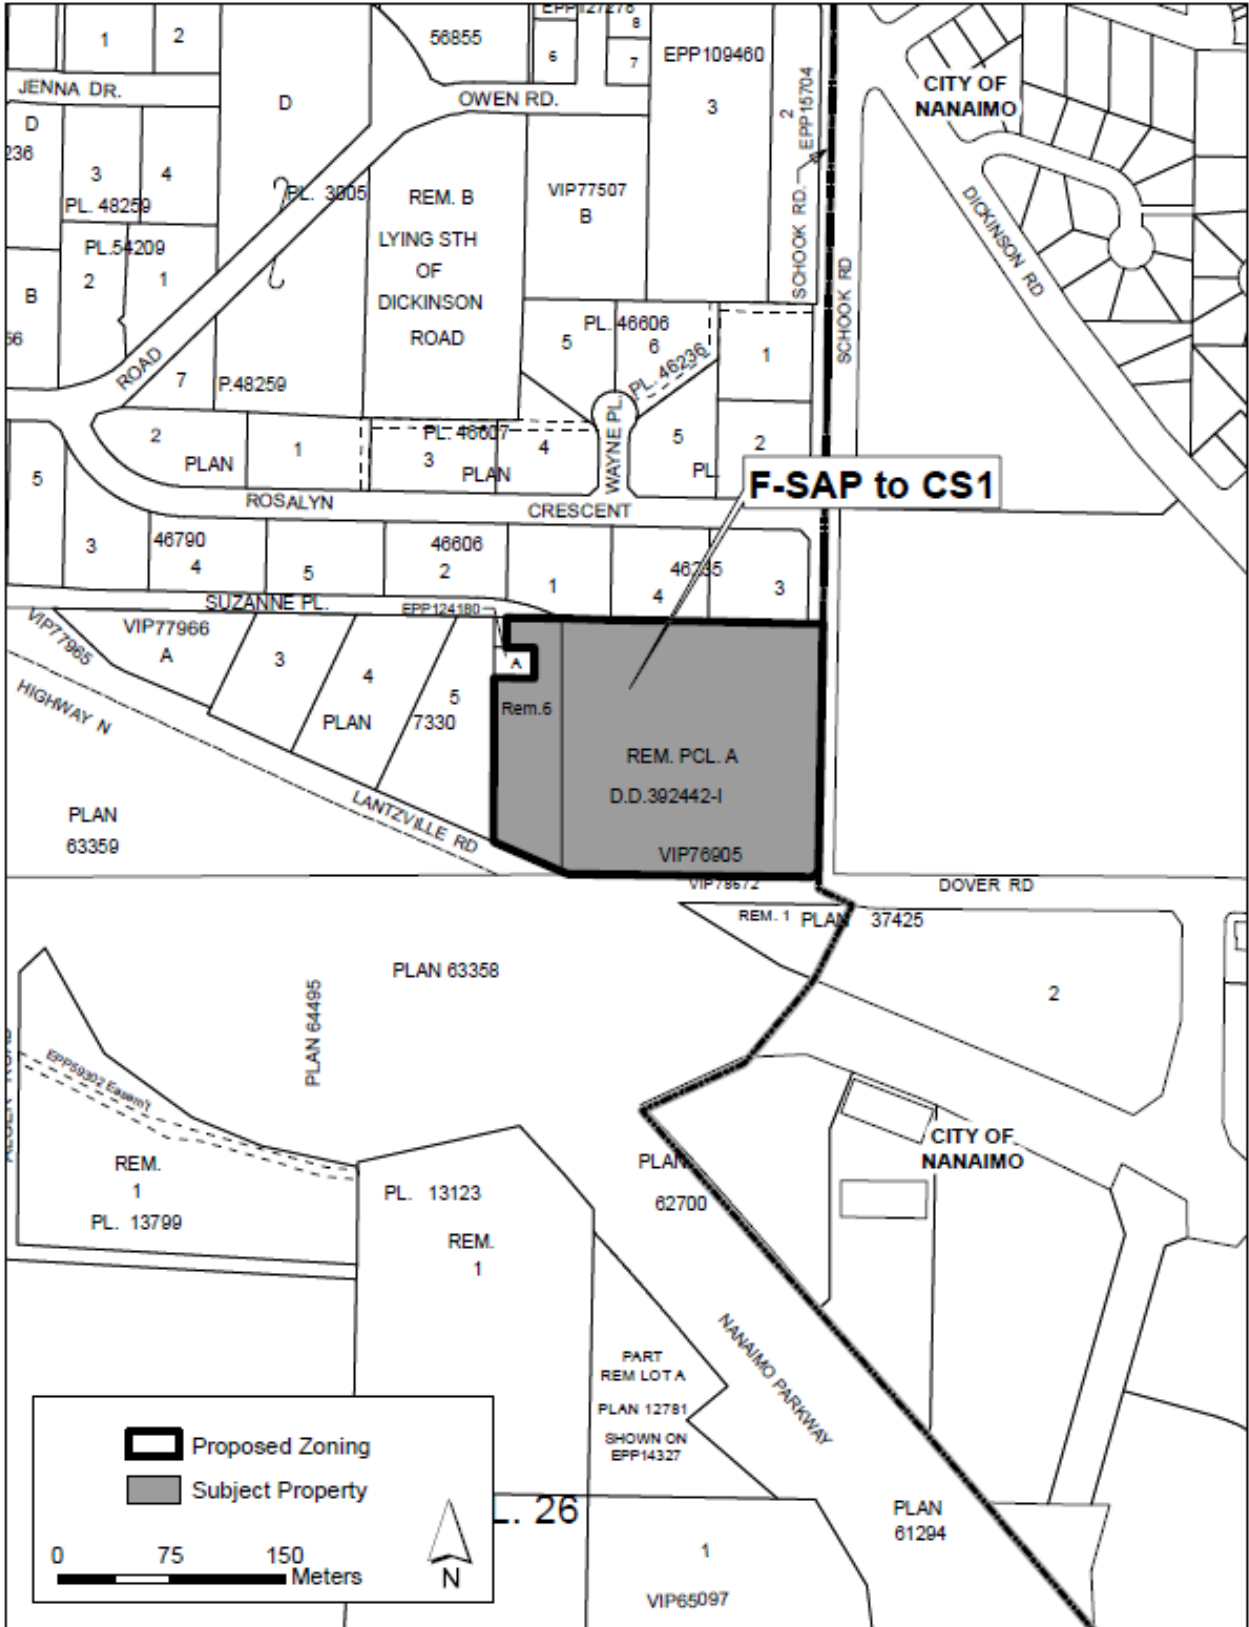 EPP127278
1
2
56855
6
8
7
EPP109460
3
2
EPP15704
CITY OF
NANAIMO
JENNA DR.
D
OWEN RD.
D
236
3
4
PL. 48259
PL. 3005
REM. B
LYING STH
OF
DICKINSON
ROAD
VIP77507
B
SCHOOK RD.
SCHOOK RD
DICKINSON RD
PL.54209
2
1
B
66
ROAD
7
P.48259
5
PL. 46606
6
PL. 46236
1
2
PLAN
1
PL. 46607
3
PLAN
4
WAYNE PL.
5
PL.
2
5
F-SAP to CS1
ROSALYN
CRESCENT
3
46790
4
5
46606
2
1
46235
4
3
SUZANNE PL.
EPP124180
VIP77965
VIP77966
A
3
4
5
PLAN
7330
A
Rem.6
HIGHWAY N
LANTZVILLE RD
REM. PCL. A
D.D.392442-I
VIP76905
PLAN
63359
VIP78672
DOVER RD
REM. 1
PLAN
37425
2
PLAN 63358
PLAN 64495
EPP59302 Easem't
REM.
1
PL. 13799
PL. 13123
REM.
1
PLAN
62700
CITY OF
NANAIMO
NANAIMO PARKWAY
PART
REM LOT A
PLAN 12781
SHOWN ON
EPP14327
PLAN
61294
L. 26
1
VIP65097
Proposed Zoning
Subject Property
0
75
150
Meters
N